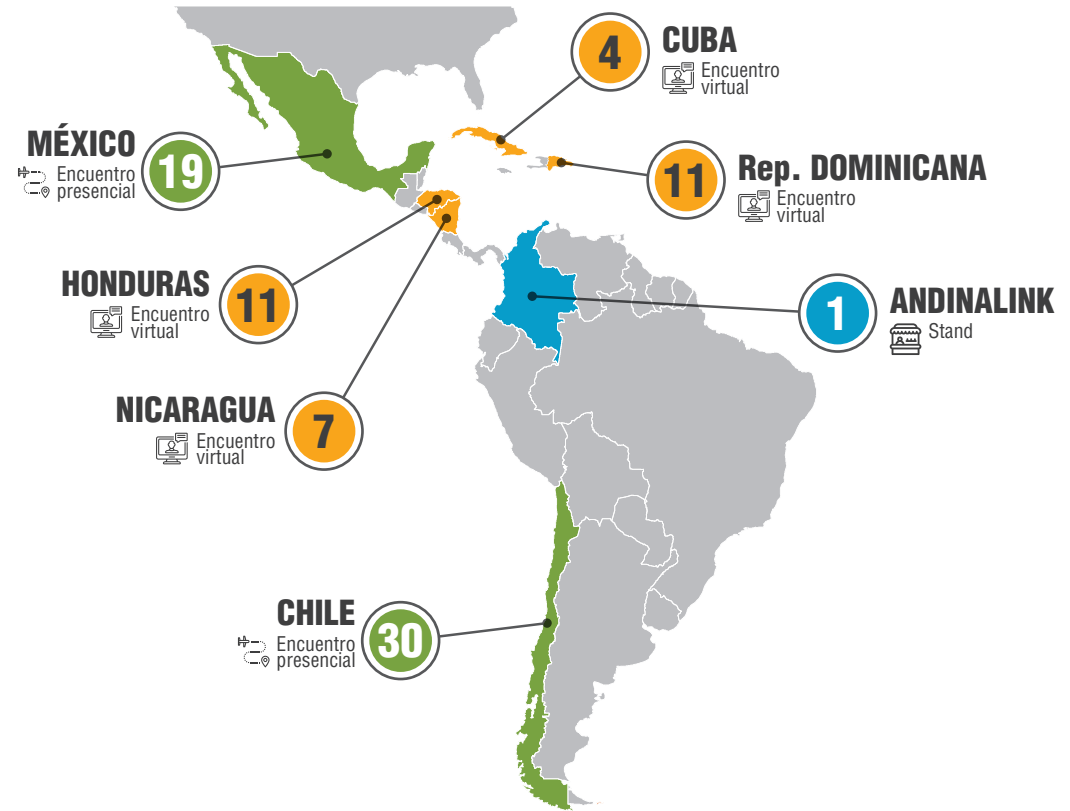 4
CUBA
Encuentro
virtual
MÉXICO
Encuentro
presencial
19
11
Rep. DOMINICANA
Encuentro
virtual
HONDURAS
Encuentro
virtual
11
1
ANDINALINK
Stand
NICARAGUA
Encuentro
virtual
7
CHILE
Encuentro
presencial
30